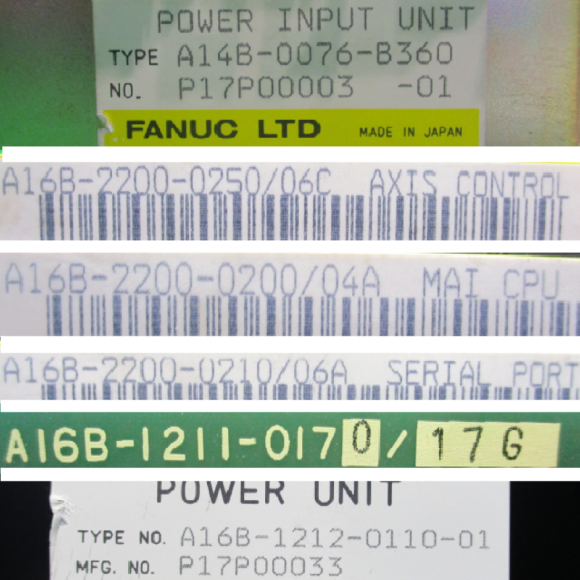 POWER INPUT UNIT
TYPE A14B-0076-B360
NO. P17P00003 -01
FANUC LTD MADE IN JAPAN
A16B-2200-0250/06C AXIS CONTROL
A16B-2200-0200/04A MAI CPU
A16B-2200-0210/06A SERIAL PORT
A16B-1211-0170/17G
POWER UNIT
TYPE NO. A16B-1212-0110-01
MFG. NO. P17P00033